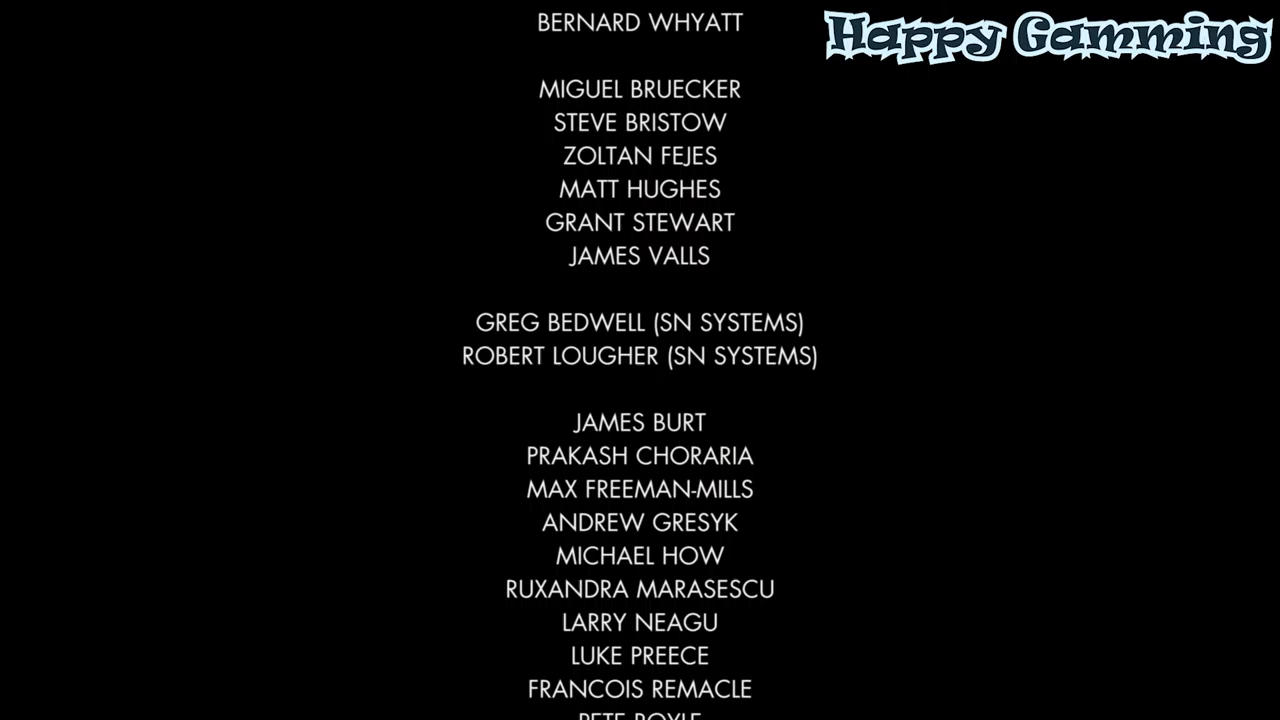 BERNARD WHYATT
Happy Gamming
MIGUEL BRUECKER
STEVE BRISTOW
ZOLTAN FEJES
MATT HUGHES
GRANT STEWART
JAMES VALLS
GREG BEDWELL (SN SYSTEMS)
ROBERT LOUGHER (SN SYSTEMS)
JAMES BURT
PRAKASH CHORARIA
MAX FREEMAN-MILLS
ANDREW GRESYK
MICHAEL HOW
RUXANDRA MARASESCU
LARRY NEAGU
LUKE PREECE
FRANCOIS REMACLE
PETE